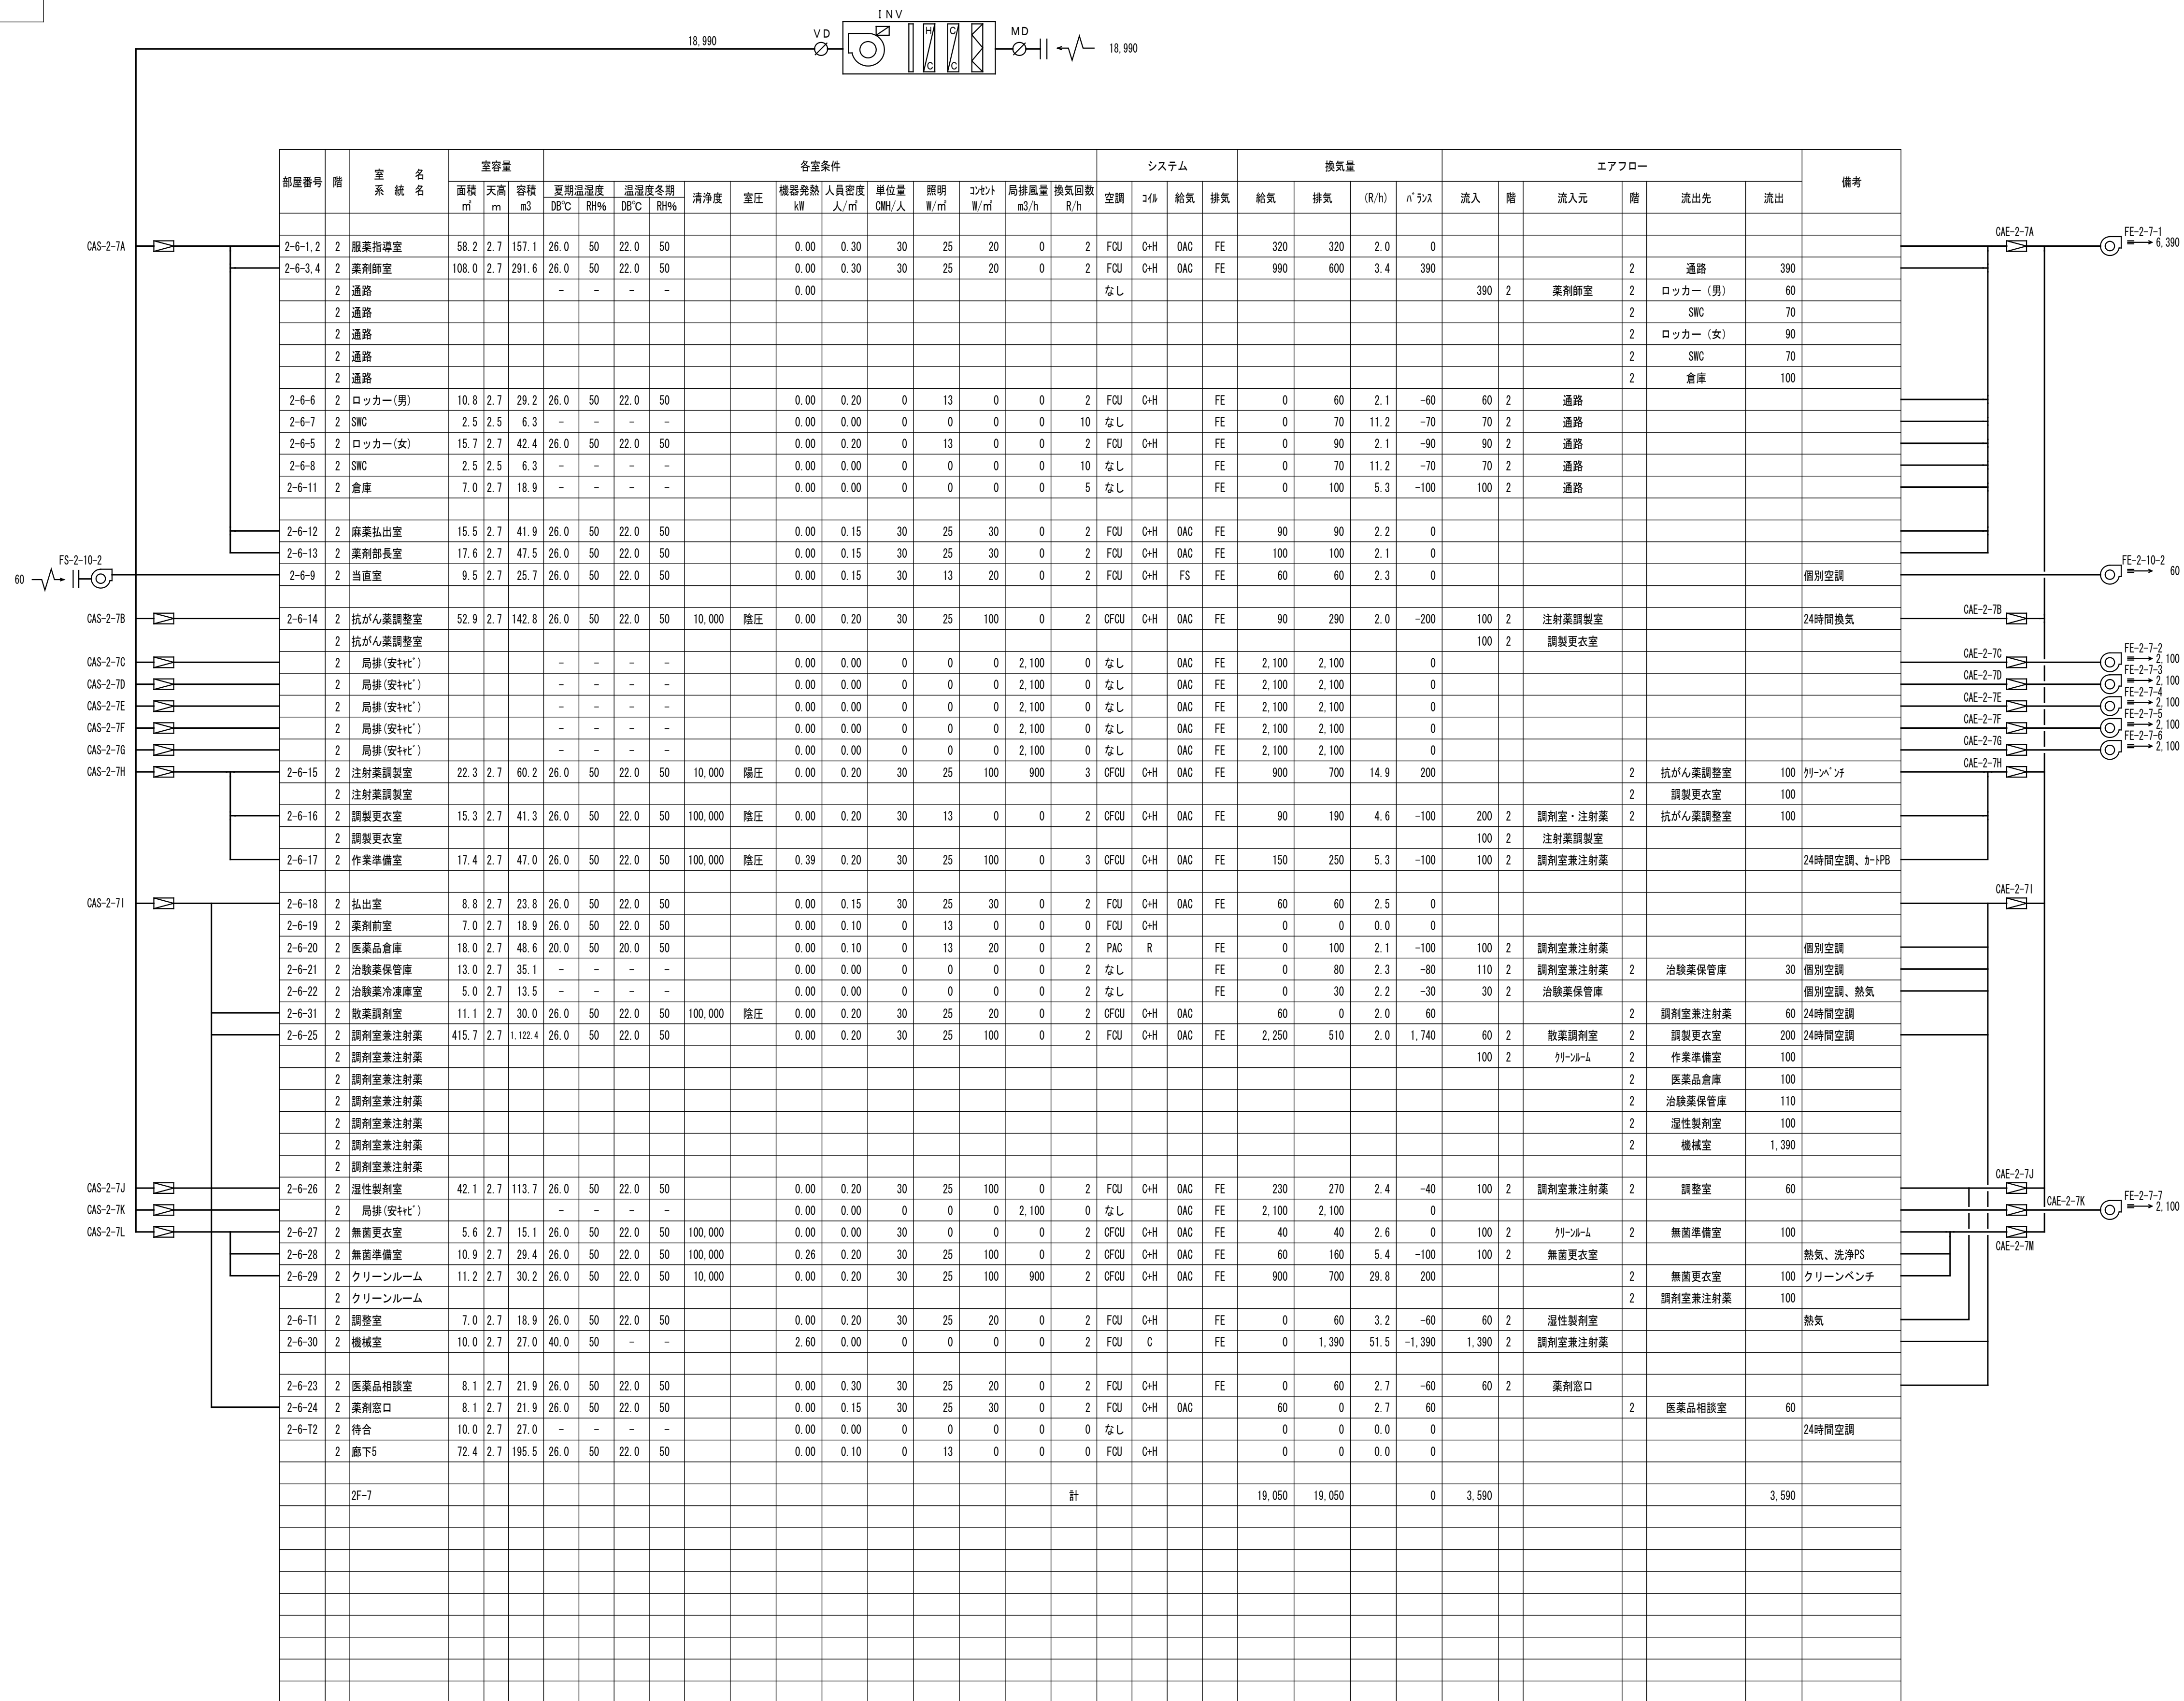 INV
VD
MD
18,990
18,990
部屋番号 階 室名 系統名 室容量 各室条件 システム 換気量 エアフロー 備考
面積 天高 容積 夏期温湿度 温湿度冬期 清浄度 室圧 機器発熱 人員密度 単位量 照明 ｺﾝｾﾝﾄ 局排風量 換気回数 空調 ｺｲﾙ 給気 排気 給気 排気 (R/h) ﾊﾞﾗﾝｽ 流入 階 流入元 階 流出先 流出
㎡ m m3 DB℃ RH% DB℃ RH% kW 人/㎡ CMH/人 W/㎡ W/㎡ m3/h R/h
CAS-2-7A 2-6-1,2 2 服薬指導室 58.2 2.7 157.1 26.0 50 22.0 50 0.00 0.30 30 25 20 0 2 FCU C+H OAC FE 320 320 2.0 0 CAE-2-7A FE-2-7-1 6,390
2-6-3,4 2 薬剤師室 108.0 2.7 291.6 26.0 50 22.0 50 0.00 0.30 30 25 20 0 2 FCU C+H OAC FE 990 600 3.4 390 2 通路 390
2 通路 - - - - 0.00 なし 390 2 薬剤師室 2 ロッカー（男） 60
2 通路 2 SWC 70
2 通路 2 ロッカー（女） 90
2 通路 2 SWC 70
2 通路 2 倉庫 100
2-6-6 2 ロッカー(男) 10.8 2.7 29.2 26.0 50 22.0 50 0.00 0.20 0 13 0 0 2 FCU C+H FE 0 60 2.1 -60 60 2 通路
2-6-7 2 SWC 2.5 2.5 6.3 - - - - 0.00 0.00 0 0 0 0 10 なし FE 0 70 11.2 -70 70 2 通路
2-6-5 2 ロッカー(女) 15.7 2.7 42.4 26.0 50 22.0 50 0.00 0.20 0 13 0 0 2 FCU C+H FE 0 90 2.1 -90 90 2 通路
2-6-8 2 SWC 2.5 2.5 6.3 - - - - 0.00 0.00 0 0 0 0 10 なし FE 0 70 11.2 -70 70 2 通路
2-6-11 2 倉庫 7.0 2.7 18.9 - - - - 0.00 0.00 0 0 0 0 5 なし FE 0 100 5.3 -100 100 2 通路
2-6-12 2 麻薬払出室 15.5 2.7 41.9 26.0 50 22.0 50 0.00 0.15 30 25 30 0 2 FCU C+H OAC FE 90 90 2.2 0
2-6-13 2 薬剤部長室 17.6 2.7 47.5 26.0 50 22.0 50 0.00 0.15 30 25 30 0 2 FCU C+H OAC FE 100 100 2.1 0
60 FS-2-10-2 2-6-9 2 当直室 9.5 2.7 25.7 26.0 50 22.0 50 0.00 0.15 30 13 20 0 2 FCU C+H FS FE 60 60 2.3 0 個別空調 FE-2-10-2 60
CAS-2-7B 2-6-14 2 抗がん薬調整室 52.9 2.7 142.8 26.0 50 22.0 50 10,000 陰圧 0.00 0.20 30 25 100 0 2 CFCU C+H OAC FE 90 290 2.0 -200 100 2 注射薬調製室 24時間換気 CAE-2-7B
2 抗がん薬調整室 100 2 調製更衣室
CAS-2-7C 2 局排(安ｷｬﾋﾞ) - - - - 0.00 0.00 0 0 0 2,100 0 なし OAC FE 2,100 2,100 0 CAE-2-7C FE-2-7-2 2,100
CAS-2-7D 2 局排(安ｷｬﾋﾞ) - - - - 0.00 0.00 0 0 0 2,100 0 なし OAC FE 2,100 2,100 0 CAE-2-7D FE-2-7-3 2,100
CAS-2-7E 2 局排(安ｷｬﾋﾞ) - - - - 0.00 0.00 0 0 0 2,100 0 なし OAC FE 2,100 2,100 0 CAE-2-7E FE-2-7-4 2,100
CAS-2-7F 2 局排(安ｷｬﾋﾞ) - - - - 0.00 0.00 0 0 0 2,100 0 なし OAC FE 2,100 2,100 0 CAE-2-7F FE-2-7-5 2,100
CAS-2-7G 2 局排(安ｷｬﾋﾞ) - - - - 0.00 0.00 0 0 0 2,100 0 なし OAC FE 2,100 2,100 0 CAE-2-7G FE-2-7-6 2,100
CAS-2-7H 2-6-15 2 注射薬調製室 22.3 2.7 60.2 26.0 50 22.0 50 10,000 陽圧 0.00 0.20 30 25 100 900 3 CFCU C+H OAC FE 900 700 14.9 200 2 抗がん薬調整室 100 ｸﾘｰﾝﾍﾞﾝﾁ CAE-2-7H
2 注射薬調製室 2 調製更衣室 100
2-6-16 2 調製更衣室 15.3 2.7 41.3 26.0 50 22.0 50 100,000 陰圧 0.00 0.20 30 13 0 0 2 CFCU C+H OAC FE 90 190 4.6 -100 200 2 調剤室・注射薬 2 抗がん薬調整室 100
2 調製更衣室 100 2 注射薬調製室
2-6-17 2 作業準備室 17.4 2.7 47.0 26.0 50 22.0 50 100,000 陰圧 0.39 0.20 30 25 100 0 3 CFCU C+H OAC FE 150 250 5.3 -100 100 2 調剤室兼注射薬 24時間空調、ｶｰﾄPB
CAS-2-7I 2-6-18 2 払出室 8.8 2.7 23.8 26.0 50 22.0 50 0.00 0.15 30 25 30 0 2 FCU C+H OAC FE 60 60 2.5 0 CAE-2-7I
2-6-19 2 薬剤前室 7.0 2.7 18.9 26.0 50 22.0 50 0.00 0.10 0 13 0 0 0 FCU C+H 0 0 0.0 0
2-6-20 2 医薬品倉庫 18.0 2.7 48.6 20.0 50 20.0 50 0.00 0.10 0 13 20 0 2 PAC R FE 0 100 2.1 -100 100 2 調剤室兼注射薬 個別空調
2-6-21 2 治験薬保管庫 13.0 2.7 35.1 - - - - 0.00 0.00 0 0 0 0 2 なし FE 0 80 2.3 -80 110 2 調剤室兼注射薬 2 治験薬保管庫 30 個別空調
2-6-22 2 治験薬冷凍庫室 5.0 2.7 13.5 - - - - 0.00 0.00 0 0 0 0 2 なし FE 0 30 2.2 -30 30 2 治験薬保管庫 個別空調、熱気
2-6-31 2 散薬調剤室 11.1 2.7 30.0 26.0 50 22.0 50 100,000 陰圧 0.00 0.20 30 25 20 0 2 CFCU C+H OAC 60 0 2.0 60 2 調剤室兼注射薬 60 24時間空調
2-6-25 2 調剤室兼注射薬 415.7 2.7 1,122.4 26.0 50 22.0 50 0.00 0.20 30 25 100 0 2 FCU C+H OAC FE 2,250 510 2.0 1,740 60 2 散薬調剤室 2 調製更衣室 200 24時間空調
2 調剤室兼注射薬 100 2 ｸﾘｰﾝﾙｰﾑ 2 作業準備室 100
2 調剤室兼注射薬 2 医薬品倉庫 100
2 調剤室兼注射薬 2 治験薬保管庫 110
2 調剤室兼注射薬 2 湿性製剤室 100
2 調剤室兼注射薬 2 機械室 1,390
2 調剤室兼注射薬
CAS-2-7J 2-6-26 2 湿性製剤室 42.1 2.7 113.7 26.0 50 22.0 50 0.00 0.20 30 25 100 0 2 FCU C+H OAC FE 230 270 2.4 -40 100 2 調剤室兼注射薬 2 調整室 60 CAE-2-7J
CAS-2-7K 2 局排(安ｷｬﾋﾞ) - - - - 0.00 0.00 0 0 0 2,100 0 なし OAC FE 2,100 2,100 0 CAE-2-7K FE-2-7-7 2,100
CAS-2-7L 2-6-27 2 無菌更衣室 5.6 2.7 15.1 26.0 50 22.0 50 100,000 0.00 0.00 30 0 0 0 2 CFCU C+H OAC FE 40 40 2.6 0 100 2 ｸﾘｰﾝﾙｰﾑ 2 無菌準備室 100 CAE-2-7M
2-6-28 2 無菌準備室 10.9 2.7 29.4 26.0 50 22.0 50 100,000 0.26 0.20 30 25 100 0 2 CFCU C+H OAC FE 60 160 5.4 -100 100 2 無菌更衣室 熱気、洗浄PS
2-6-29 2 クリーンルーム 11.2 2.7 30.2 26.0 50 22.0 50 10,000 0.00 0.20 30 25 100 900 2 CFCU C+H OAC FE 900 700 29.8 200 2 無菌更衣室 100 クリーンベンチ
2 クリーンルーム 2 調剤室兼注射薬 100
2-6-T1 2 調整室 7.0 2.7 18.9 26.0 50 22.0 50 0.00 0.20 30 25 20 0 2 FCU C+H FE 0 60 3.2 -60 60 2 湿性製剤室 熱気
2-6-30 2 機械室 10.0 2.7 27.0 40.0 50 - - 2.60 0.00 0 0 0 0 2 FCU C FE 0 1,390 51.5 -1,390 1,390 2 調剤室兼注射薬
2-6-23 2 医薬品相談室 8.1 2.7 21.9 26.0 50 22.0 50 0.00 0.30 30 25 20 0 2 FCU C+H FE 0 60 2.7 -60 60 2 薬剤窓口
2-6-24 2 薬剤窓口 8.1 2.7 21.9 26.0 50 22.0 50 0.00 0.15 30 25 30 0 2 FCU C+H OAC 60 0 2.7 60 2 医薬品相談室 60
2-6-T2 2 待合 10.0 2.7 27.0 - - - - 0.00 0.00 0 0 0 0 0 なし 0 0 0.0 0 24時間空調
2 廊下5 72.4 2.7 195.5 26.0 50 22.0 50 0.00 0.10 0 13 0 0 0 FCU C+H 0 0 0.0 0
2F-7 計 19,050 19,050 0 3,590 3,590